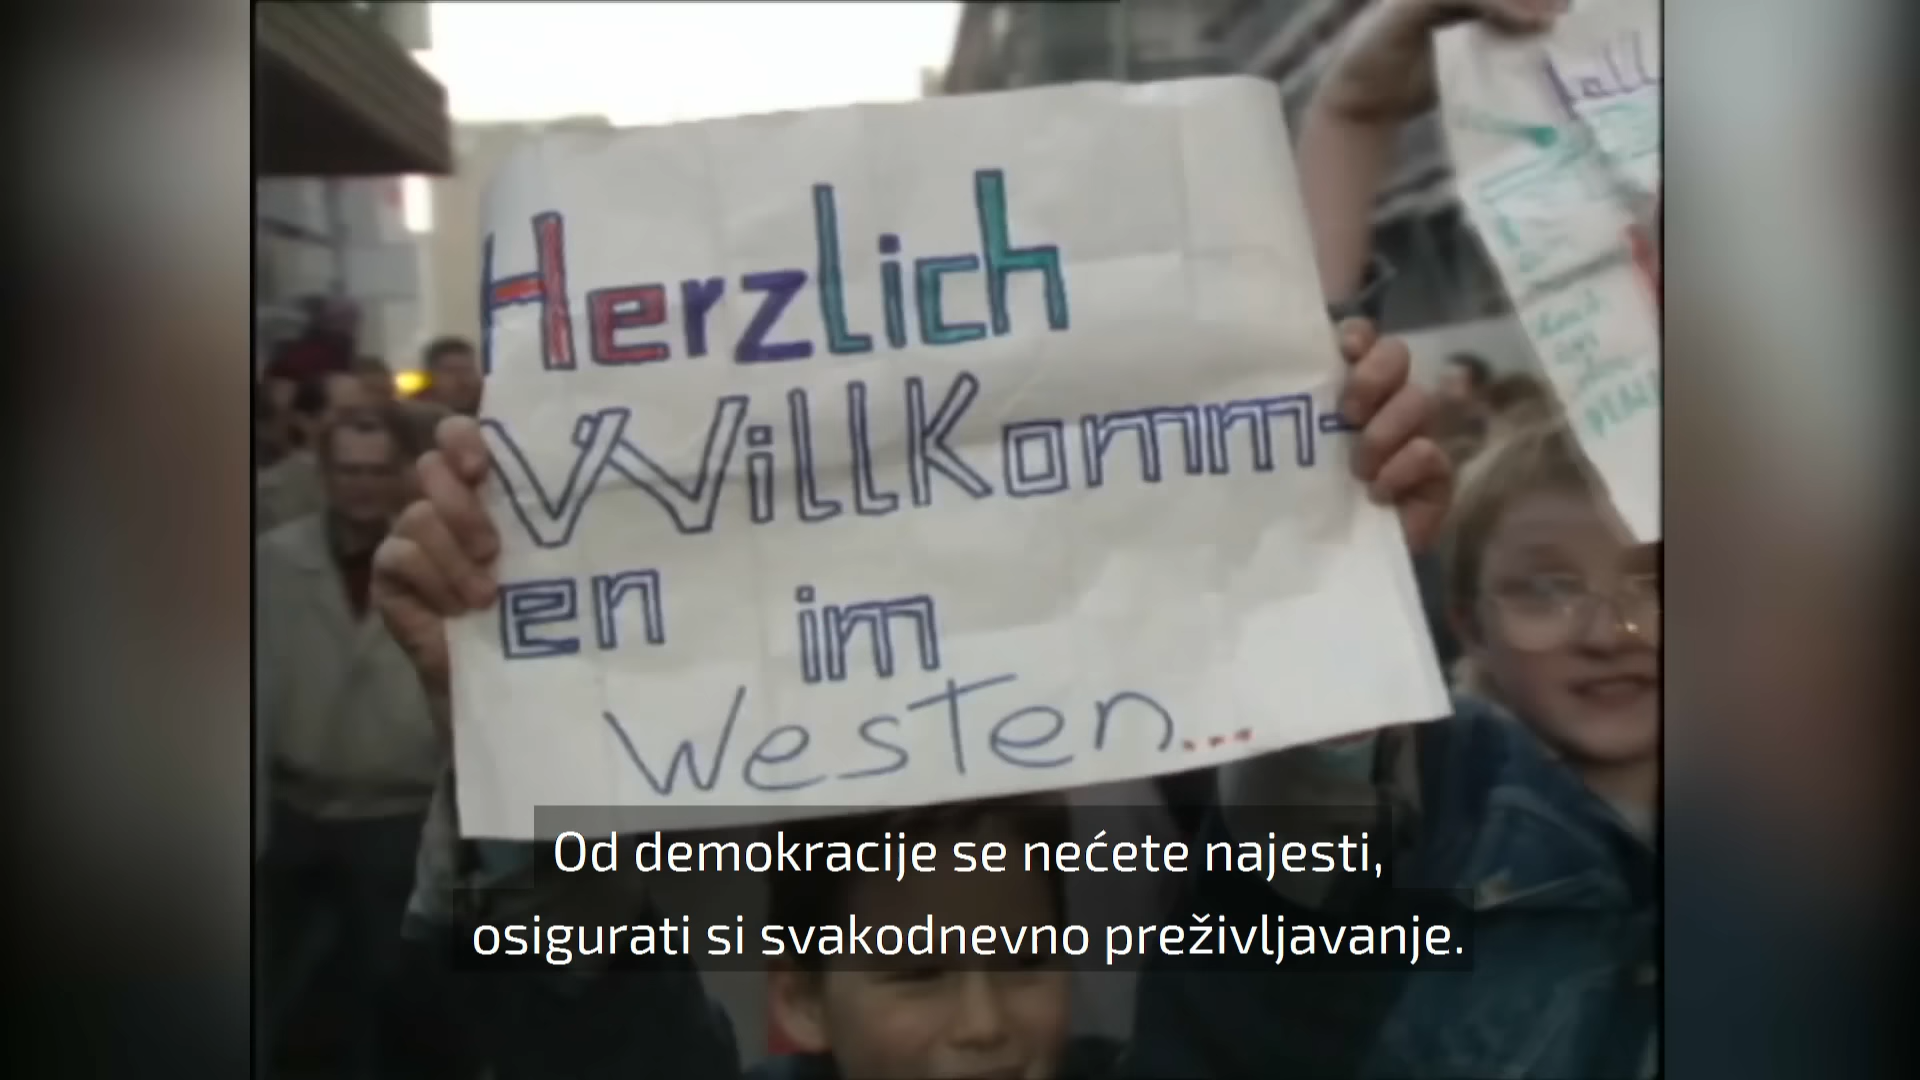 Herzlich
Willkomm-
en im
Westen...
Od demokracije se nećete najesti,
osigurati si svakodnevno preživljavanje.